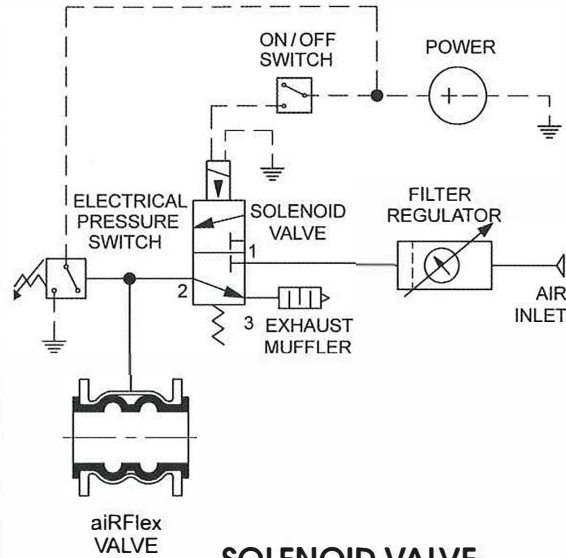 ON/OFF
SWITCH
POWER
+
ELECTRICAL
PRESSURE
SWITCH
SOLENOID
VALVE
FILTER
REGULATOR
1
2
3
EXHAUST
MUFFLER
AIR
INLET
aiRFlex
VALVE
SOLENOID VALVE